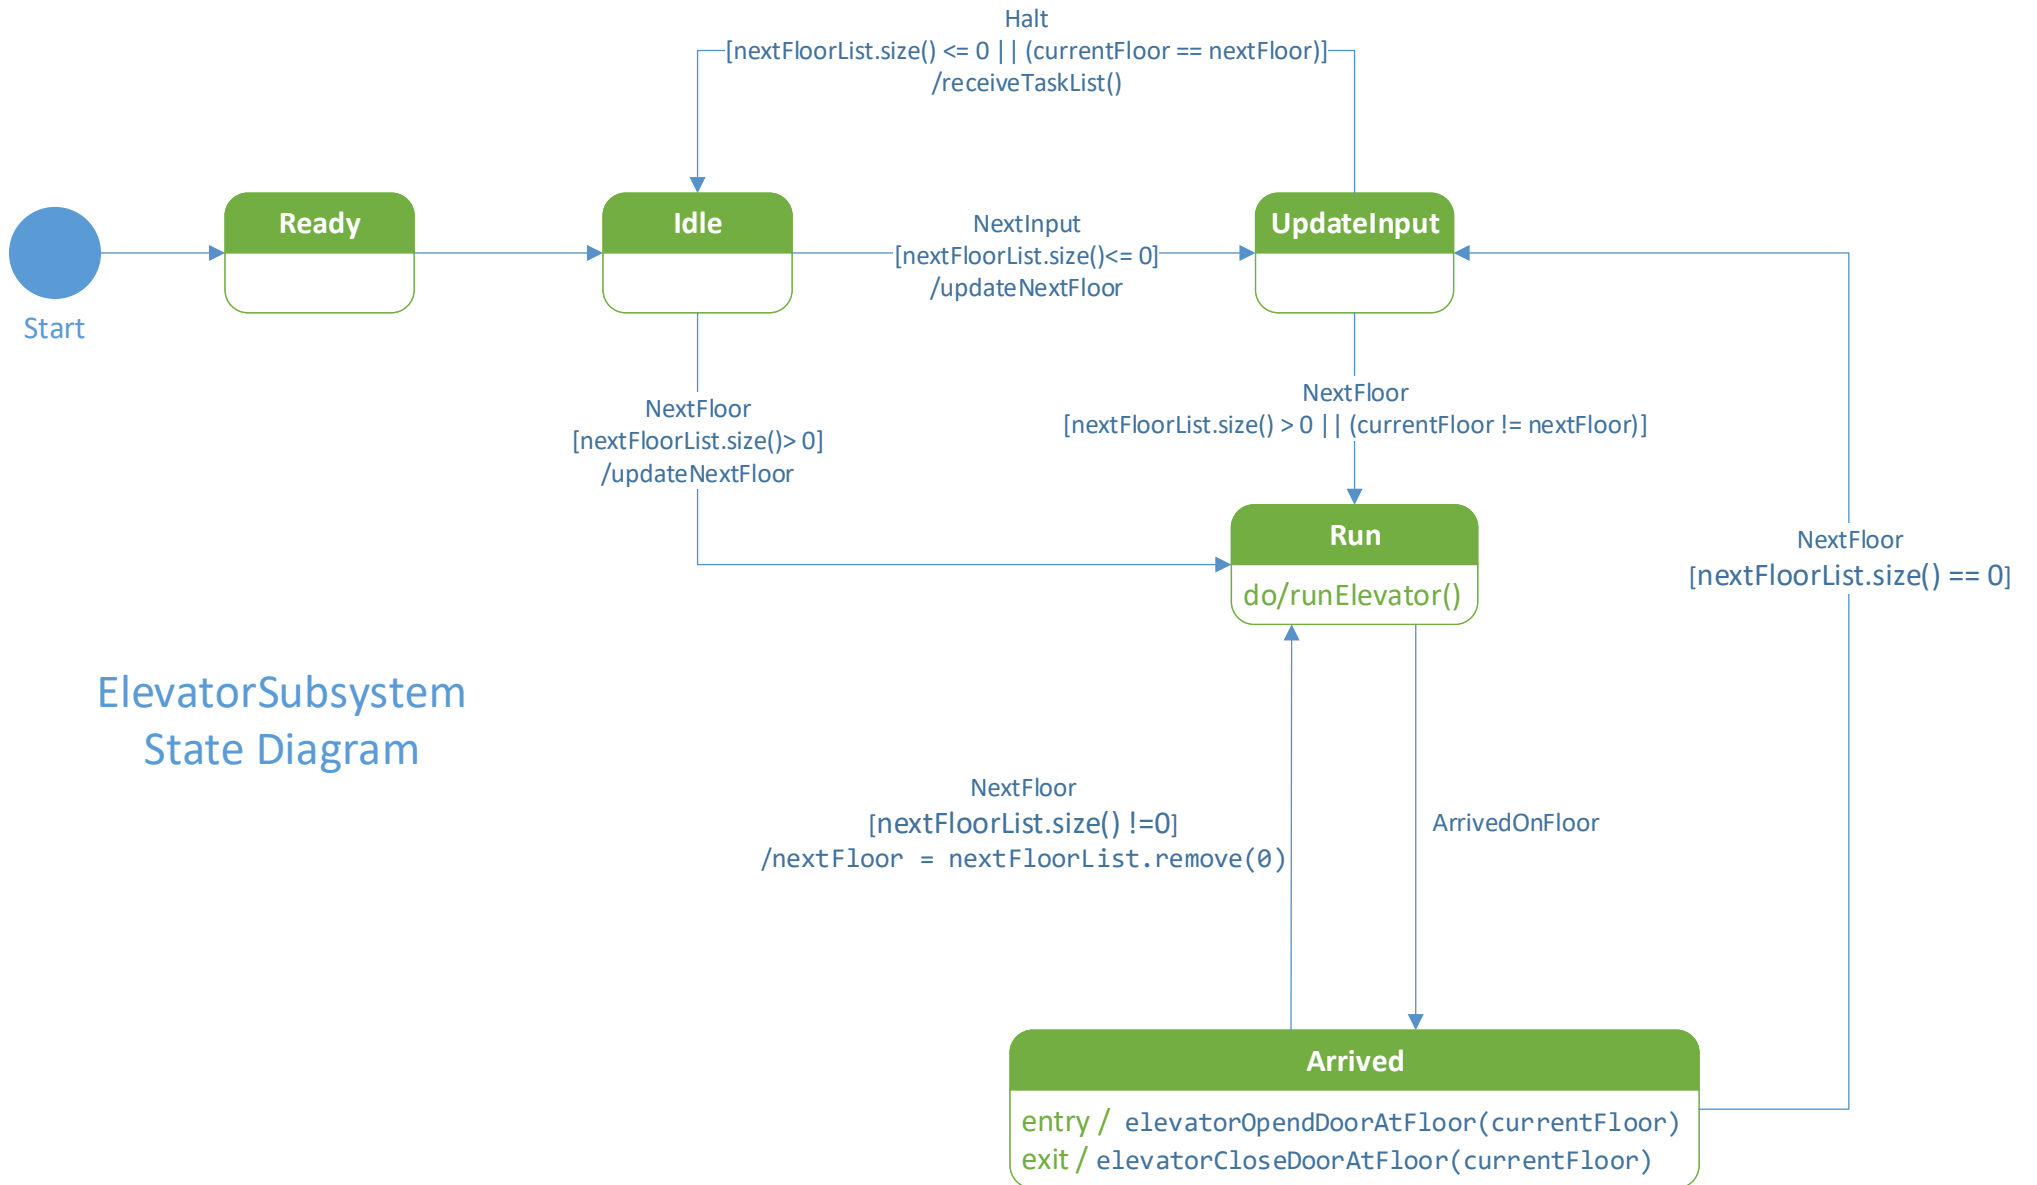 Halt
[nextFloorList.size() <= 0 || (currentFloor == nextFloor)]
/receiveTaskList()
Ready
Idle
NextInput
[nextFloorList.size()<= 0]
/updateNextFloor
UpdateInput
Start
NextFloor
[nextFloorList.size()> 0]
/updateNextFloor
NextFloor
[nextFloorList.size() > 0 || (currentFloor != nextFloor)]
Run
do/runElevator()
NextFloor
[nextFloorList.size() == 0]
ElevatorSubsystem
State Diagram
NextFloor
[nextFloorList.size() !=0]
/nextFloor = nextFloorList.remove(0)
ArrivedOnFloor
Arrived
entry / elevatorOpendDoorAtFloor(currentFloor)
exit / elevatorCloseDoorAtFloor(currentFloor)